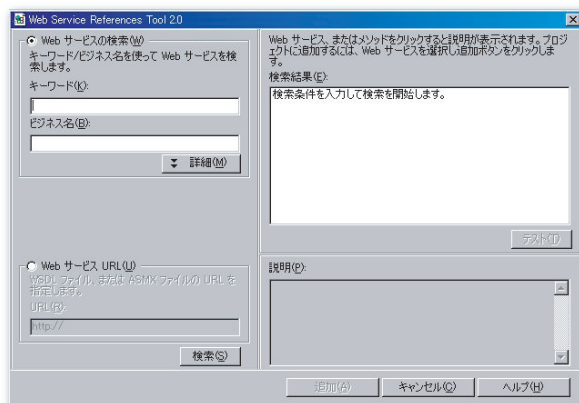 Web Service References Tool 2.0
Web サービスの検索(W)
キーワード/ビジネス名を使って Web サービスを検
索します。
キーワード(K):
ビジネス名(B):
詳細(M)
Web サービス URL(U)
WSDL ファイル、または ASMX ファイルの URL を
指定します。
URL(R):
http://
検索(S)
Web サービス、またはメソッドをクリックすると説明が表示されます。プロジ
ェクトに追加するには、Web サービスを選択し追加ボタンをクリックしま
す。
検索結果(E):
検索条件を入力して検索を開始します。
テスト(T)
説明(P):
追加(A)
キャンセル(C)
ヘルプ(H)